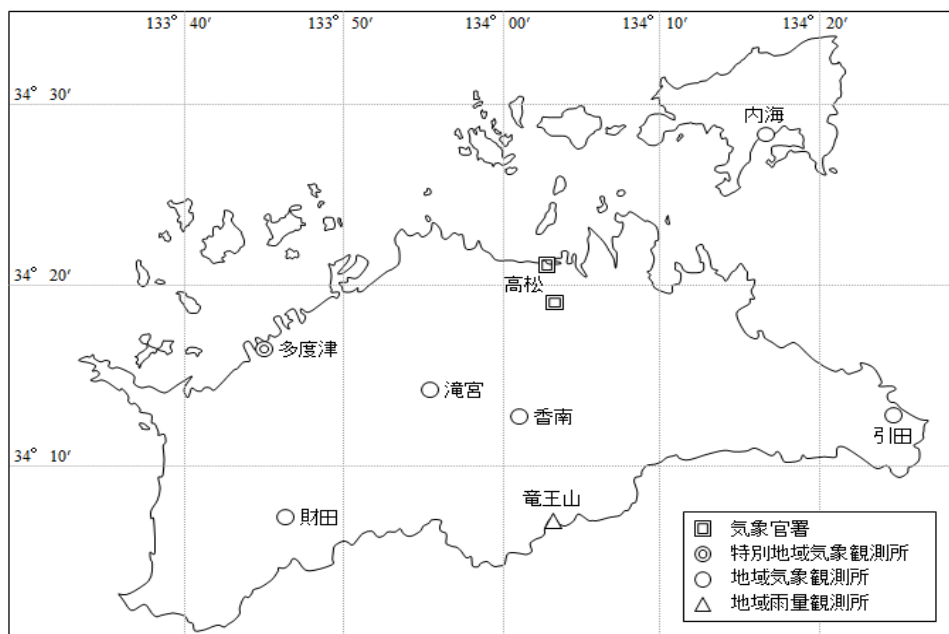 133° 40′
133° 50′
134° 00′
134° 10′
134° 20′
34° 30′
内海
34° 20′
高松
多度津
滝宮
香南
引田
34° 10′
竜王山
財田
気象官署
特別地域気象観測所
地域気象観測所
地域雨量観測所